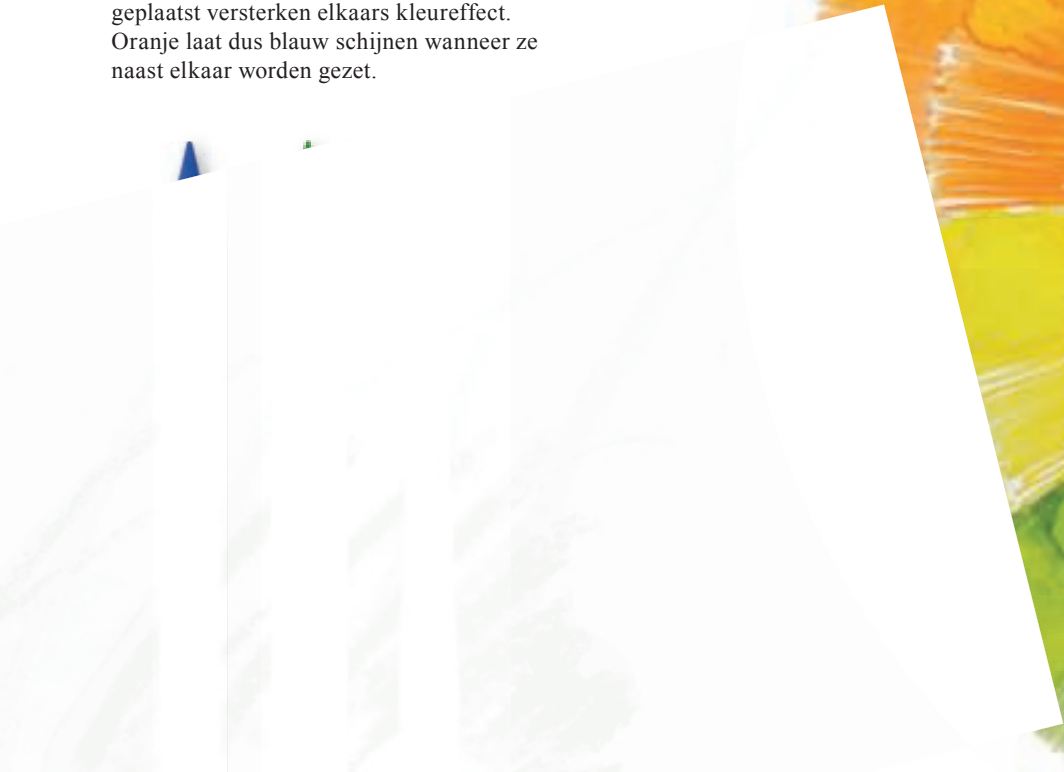 geplaatst versterken elkaars kleureffect.
Oranje laat dus blauw schijnen wanneer ze
naast elkaar worden gezet.